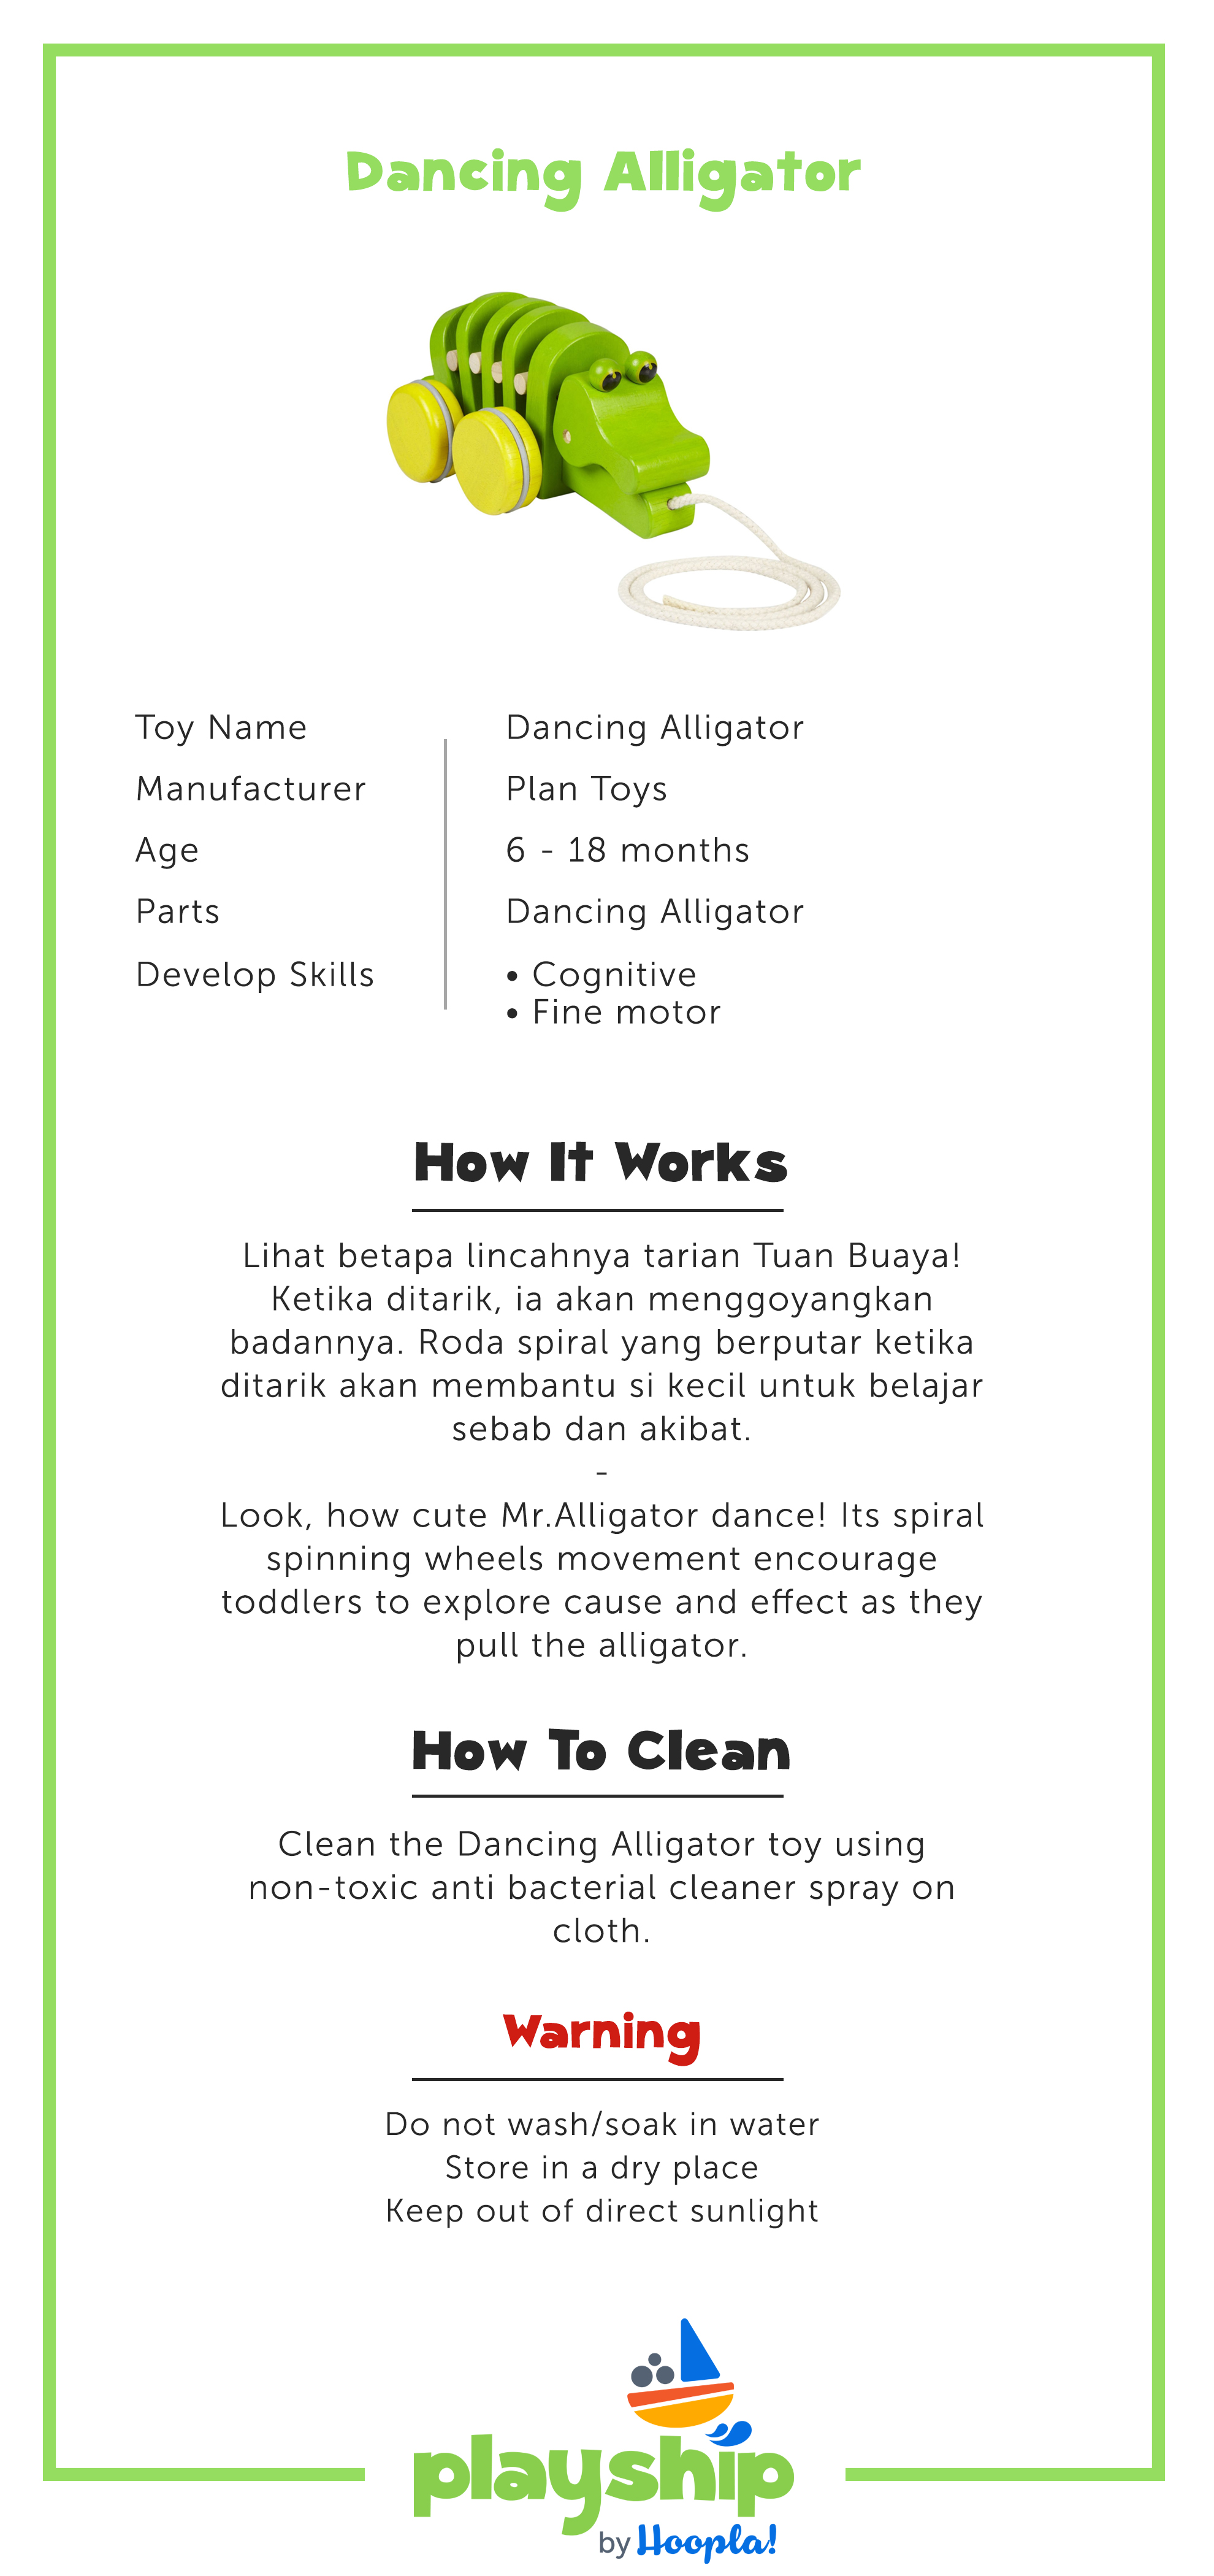 Dancing Alligator
Toy Name
Dancing Alligator
Manufacturer
Plan Toys
Age
6 - 18 months
Parts
Dancing Alligator
Develop Skills
• Cognitive
• Fine motor
How It Works
Lihat betapa lincahnya tarian Tuan Buaya!
Ketika ditarik, ia akan menggoyangkan
badannya. Roda spiral yang berputar ketika
ditarik akan membantu si kecil untuk belajar
sebab dan akibat.
-
Look, how cute Mr.Alligator dance! Its spiral
spinning wheels movement encourage
toddlers to explore cause and effect as they
pull the alligator.
How To Clean
Clean the Dancing Alligator toy using
non-toxic anti bacterial cleaner spray on
cloth.
Warning
Do not wash/soak in water
Store in a dry place
Keep out of direct sunlight
playship
by Hoopla!